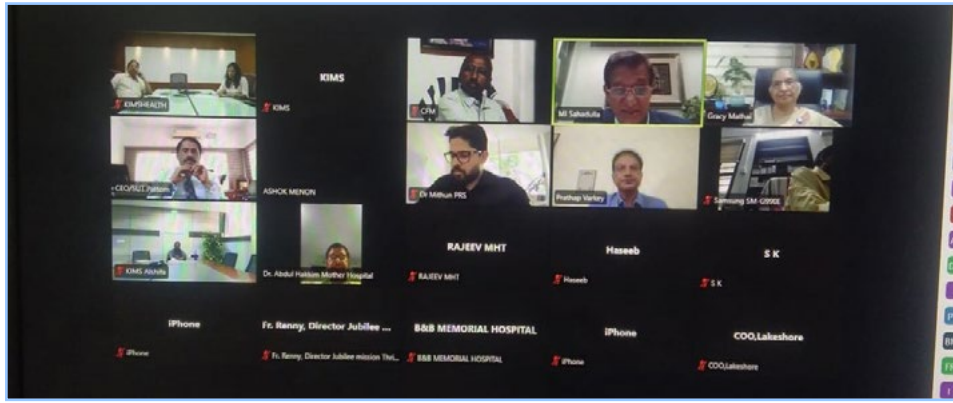 KIMSHEALTH
KIMS
KIMS
CFM
MI Sahadulla
Gracy Mathai
CEO/SUT, Pattom
ASHOK MENON
Dr Mithun PRS
Prathap Varkey
Samsung SM-G990E
KIMS Alshifa
Dr. Abdul Hakkim Mother Hospital
RAJEEV MHT
RAJEEV MHT
Haseeb
Haseeb
S K
S K
iPhone
iPhone
Fr. Renny, Director Jubilee ....
Fr. Renny, Director Jubilee mission Thri...
B&B MEMORIAL HOSPITAL
B&B MEMORIAL HOSPITAL
iPhone
iPhone
COO,Lakeshore
COO,Lakeshore